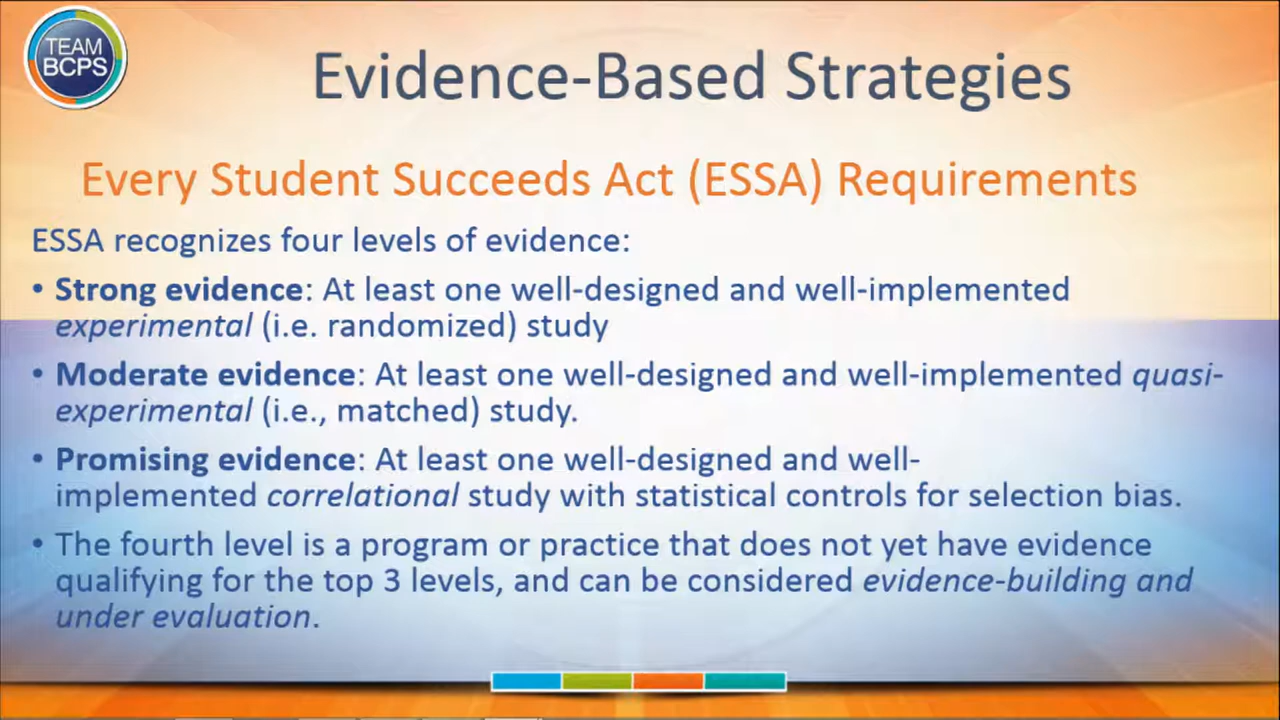 TEAM
BCPS
Evidence-Based Strategies
Every Student Succeeds Act (ESSA) Requirements
ESSA recognizes four levels of evidence:
• Strong evidence: At least one well-designed and well-implemented
experimental (i.e. randomized) study
• Moderate evidence: At least one well-designed and well-implemented quasi-
experimental (i.e., matched) study.
• Promising evidence: At least one well-designed and well-
implemented correlational study with statistical controls for selection bias.
• The fourth level is a program or practice that does not yet have evidence
qualifying for the top 3 levels, and can be considered evidence-building and
under evaluation.